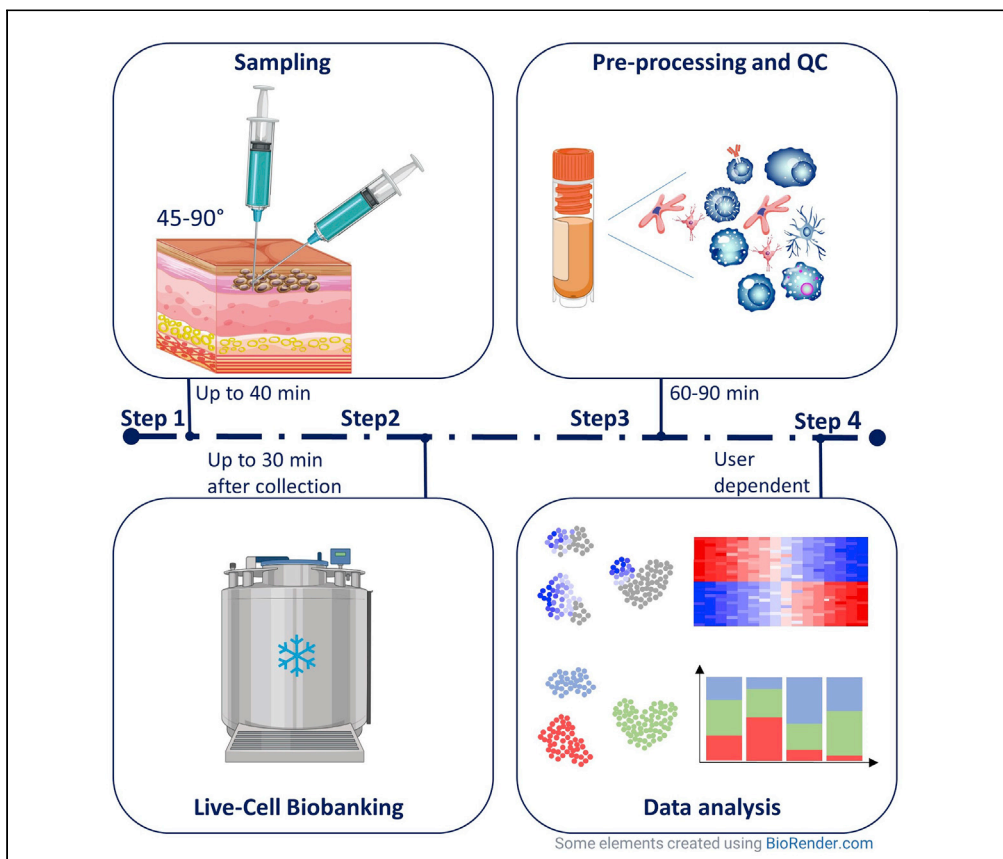 Sampling
45-90°
Pre-processing and QC
Up to 40 min
60-90 min
Step 1
Step2
Step3
Step 4
Up to 30 min
after collection
User
dependent
Live-Cell Biobanking
Data analysis
Some elements created using BioRender.com